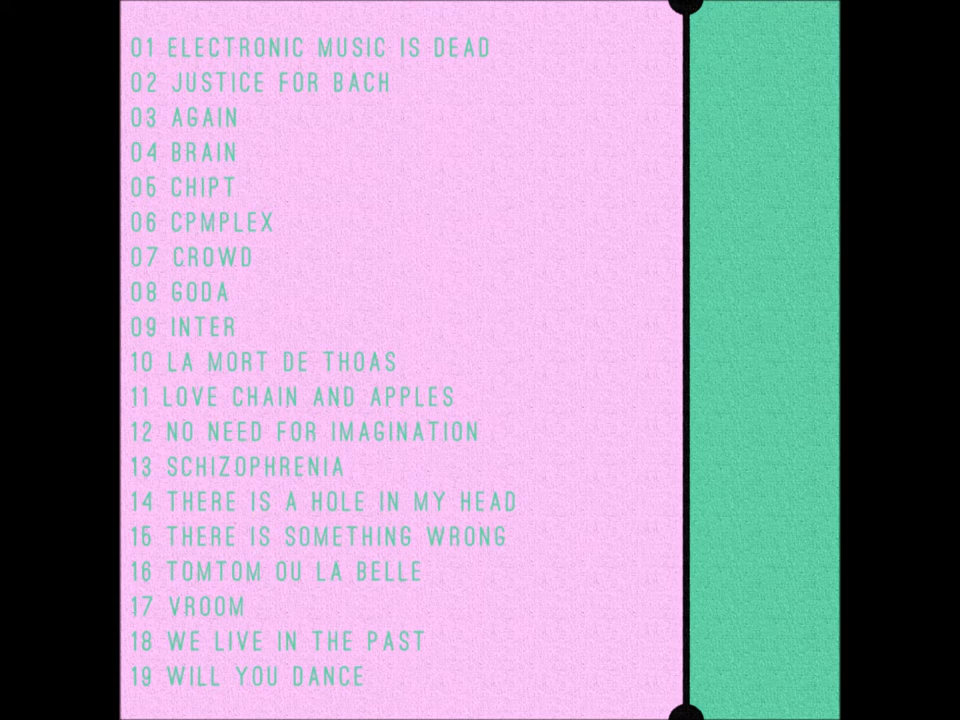 01 ELECTRONIC MUSIC IS DEAD
02 JUSTICE FOR BACH
03 AGAIN
04 BRAIN
05 CHIPT
06 CPMPLEX
07 CROWD
08 GODA
09 INTER
10 LA MORT DE THOAS
11 LOVE CHAIN AND APPLES
12 NO NEED FOR IMAGINATION
13 SCHIZOPHRENIA
14 THERE IS A HOLE IN MY HEAD
15 THERE IS SOMETHING WRONG
16 TOMTOM OU LA BELLE
17 VROOM
18 WE LIVE IN THE PAST
19 WILL YOU DANCE